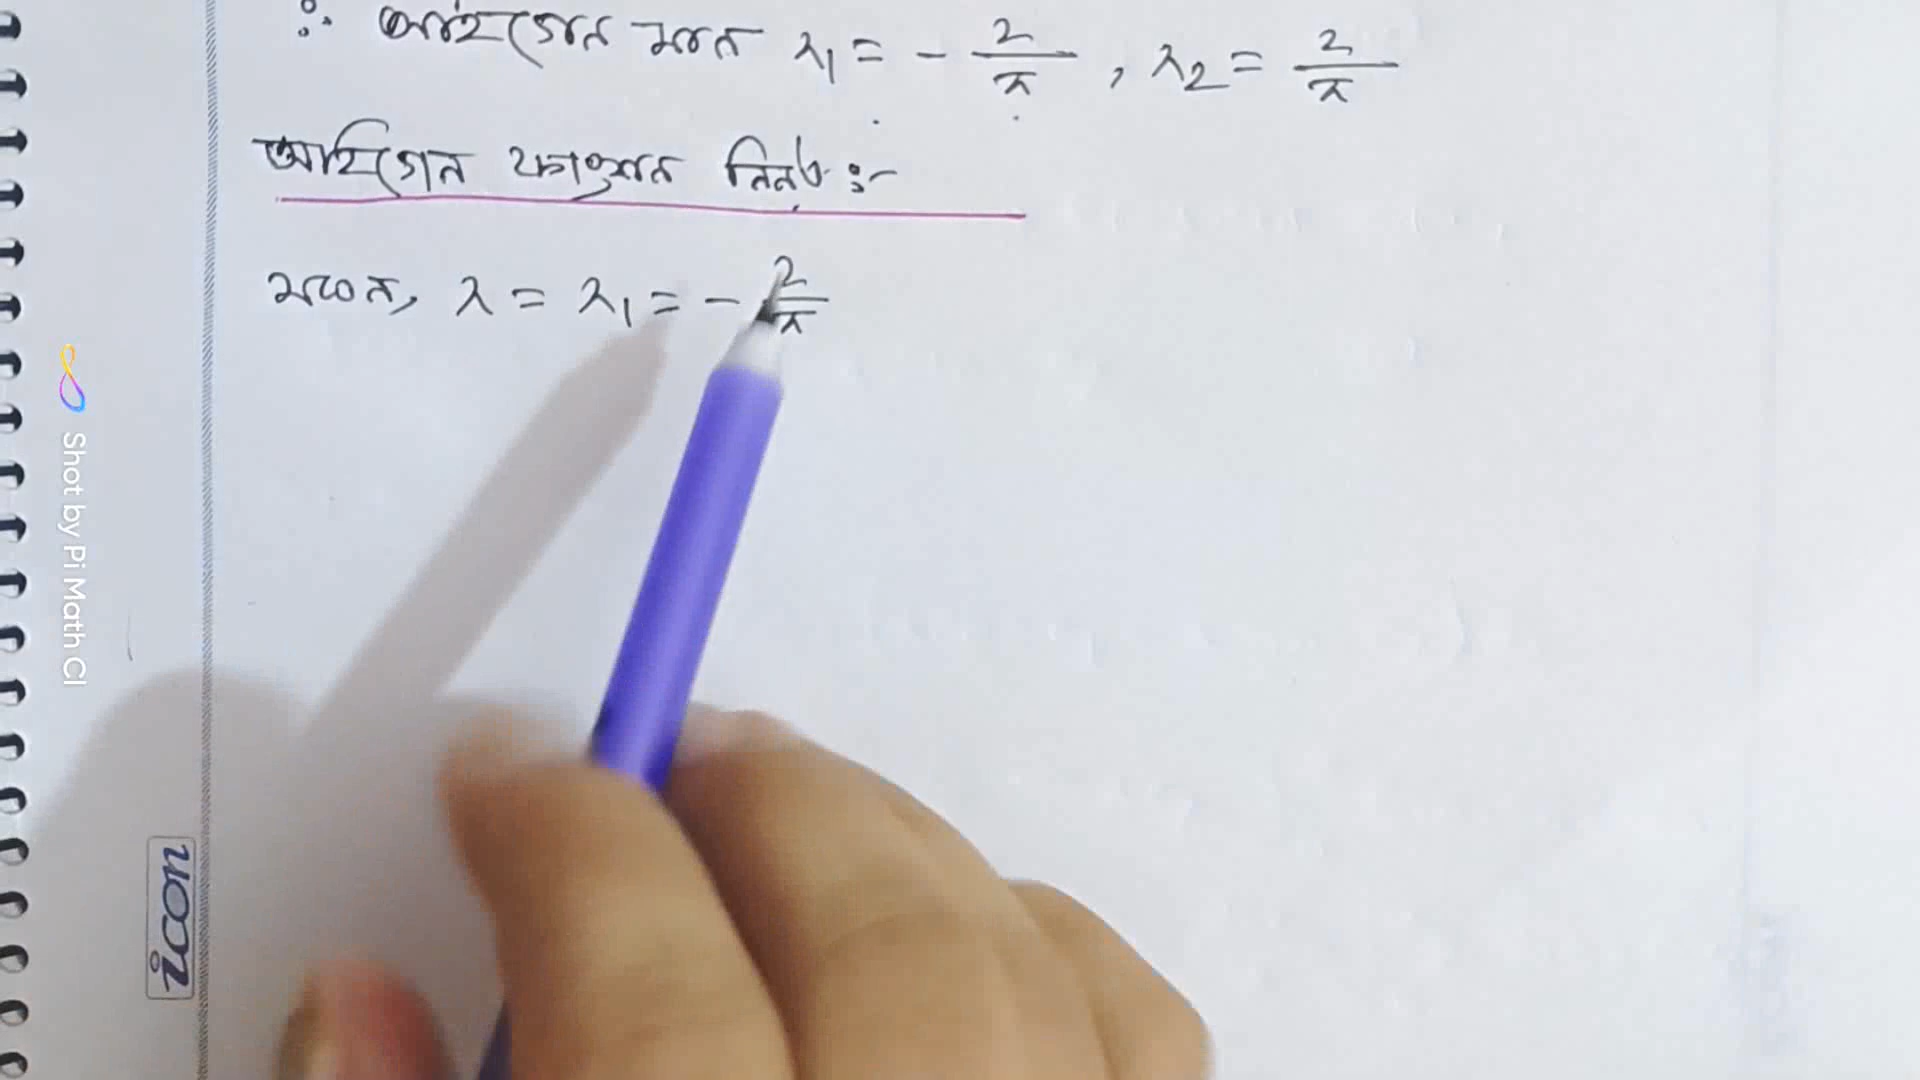 ∴ আইগেন মান λ₁ = - 2/π , λ₂ = 2/π
আইগেন ফাংশন নির্ণয় :-
যখন, λ = λ₁ = - 2/π
Shot by Pi Math Cl
icon